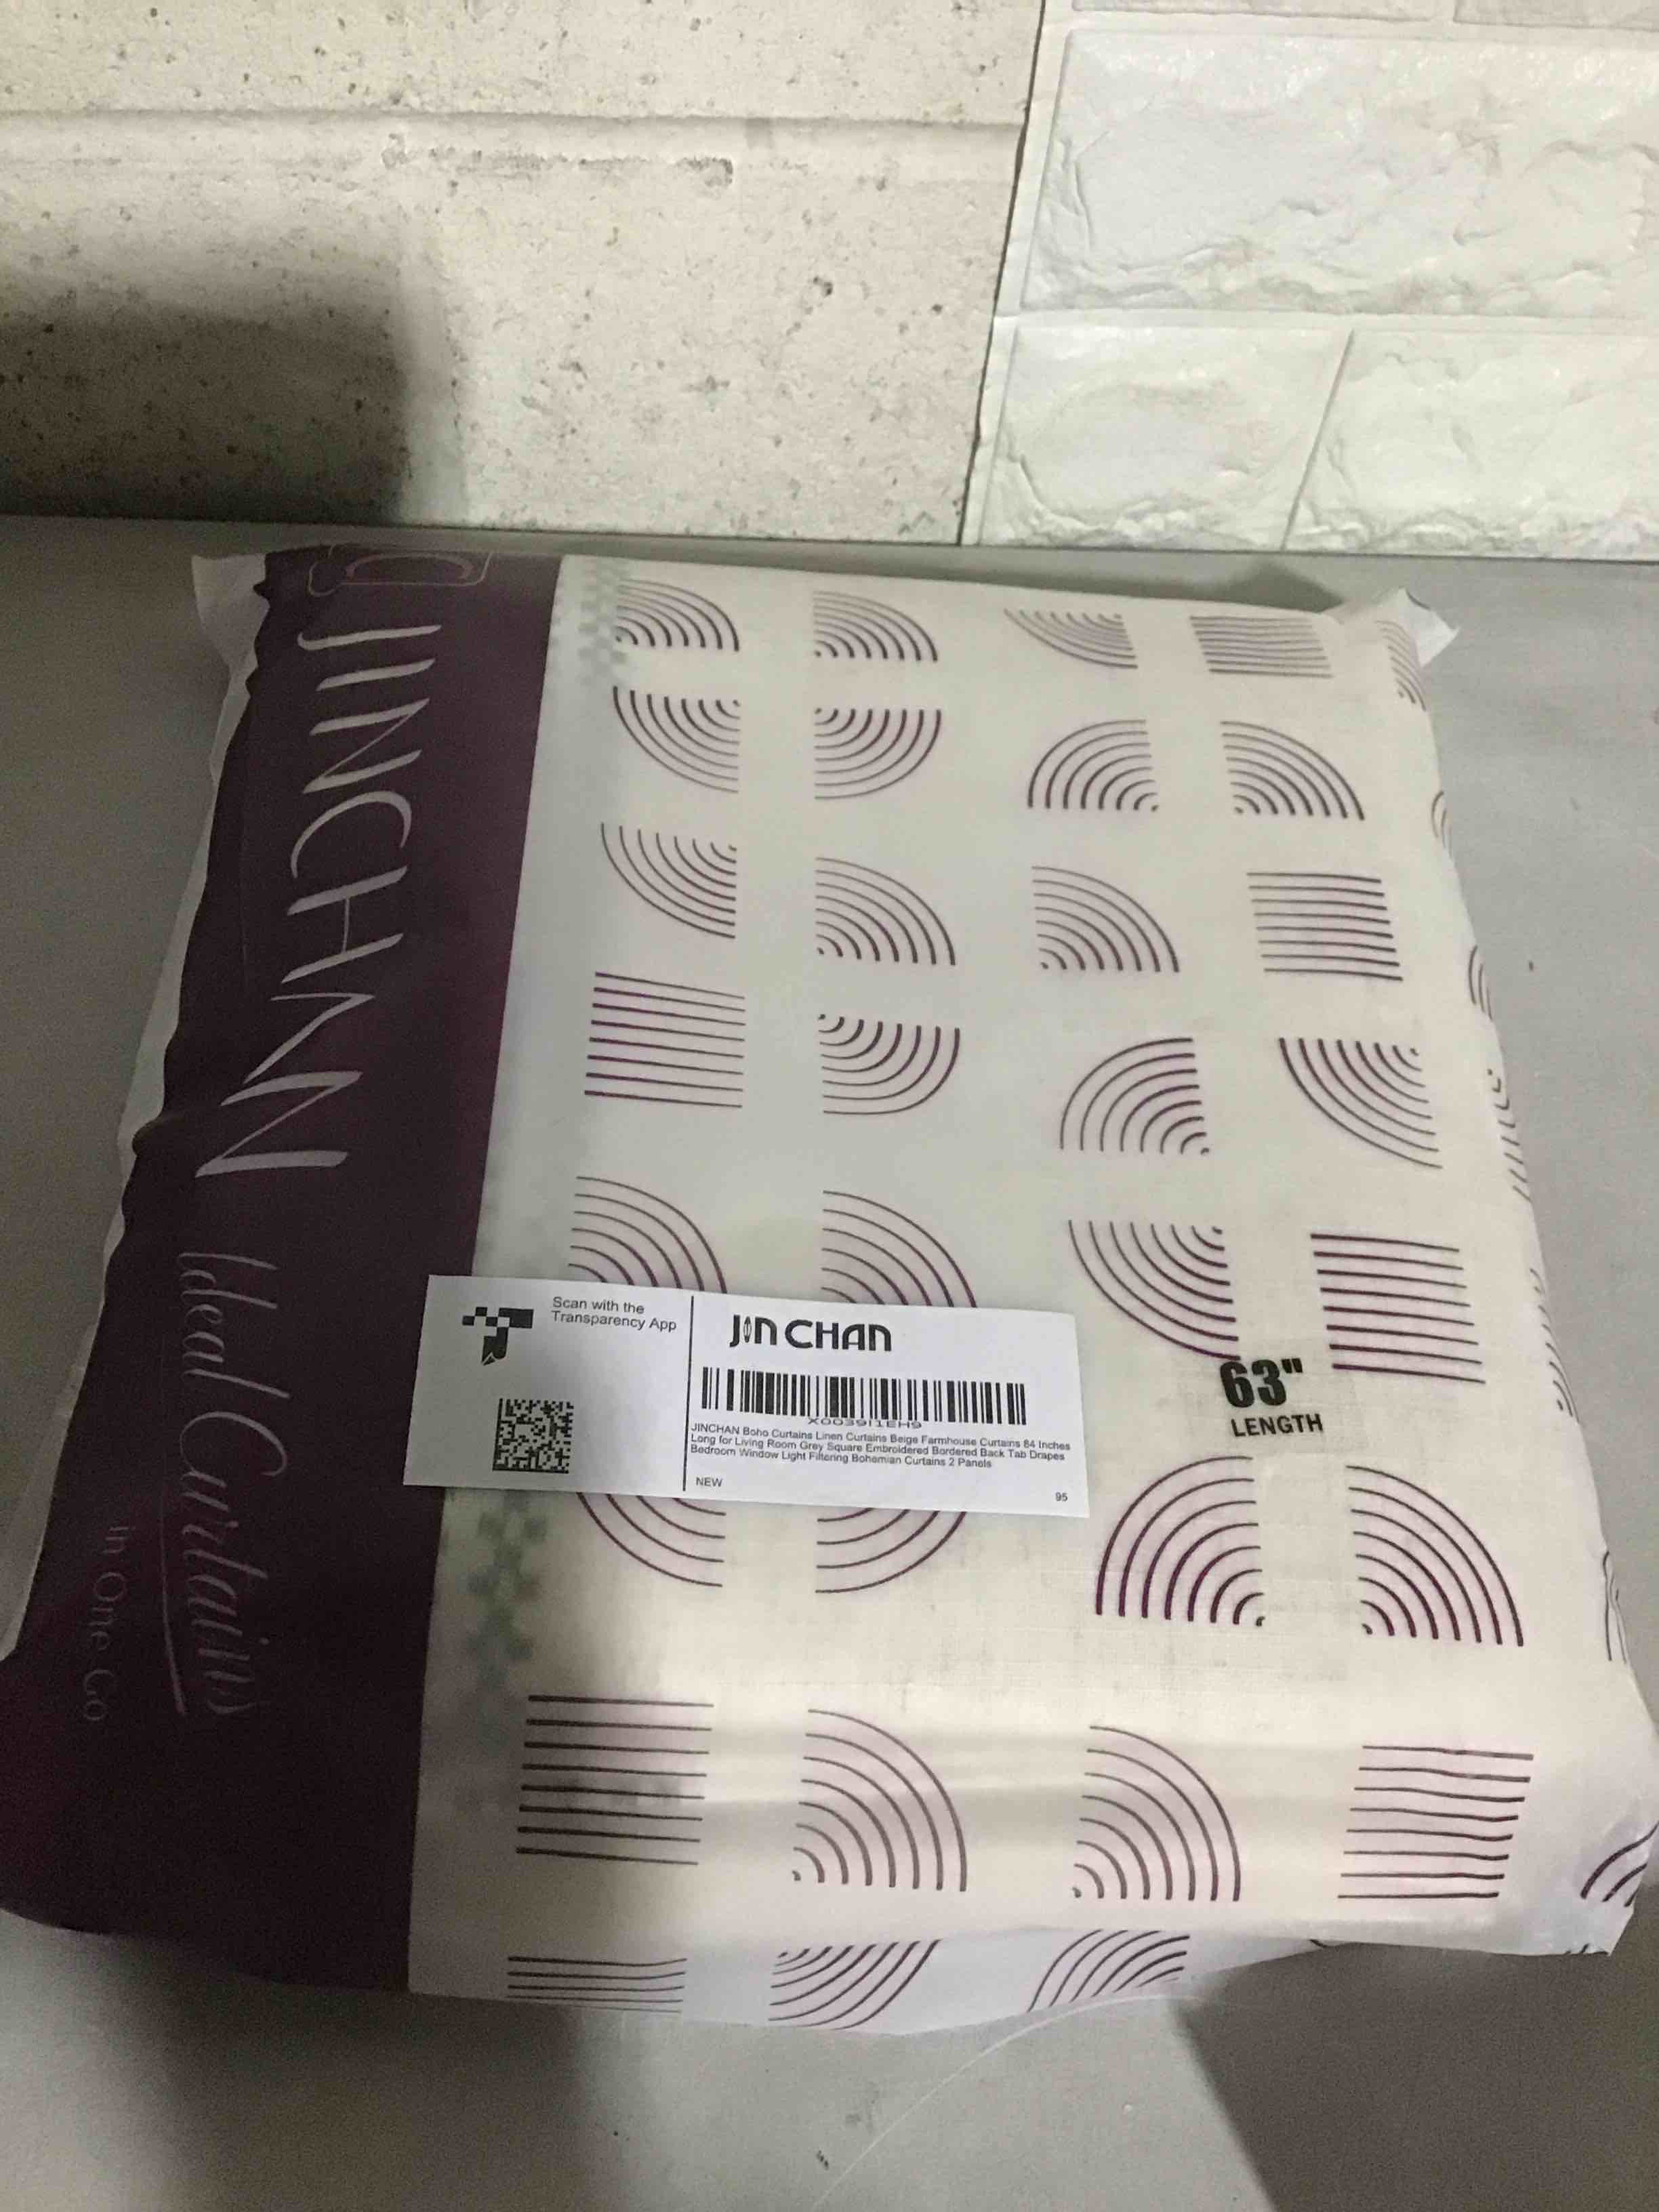 JINCHAN
Ideal Curtains
In One Go
Scan with the
Transparency App
JINCHAN
X003911EH9
JINCHAN Boho Curtains Linen Curtains Beige Farmhouse Curtains 84 Inches
Long for Living Room Grey Square Embroidered Bordered Back Tab Drapes
Bedroom Window Light Filtering Bohemian Curtains 2 Panels
NEW
95
63"
LENGTH